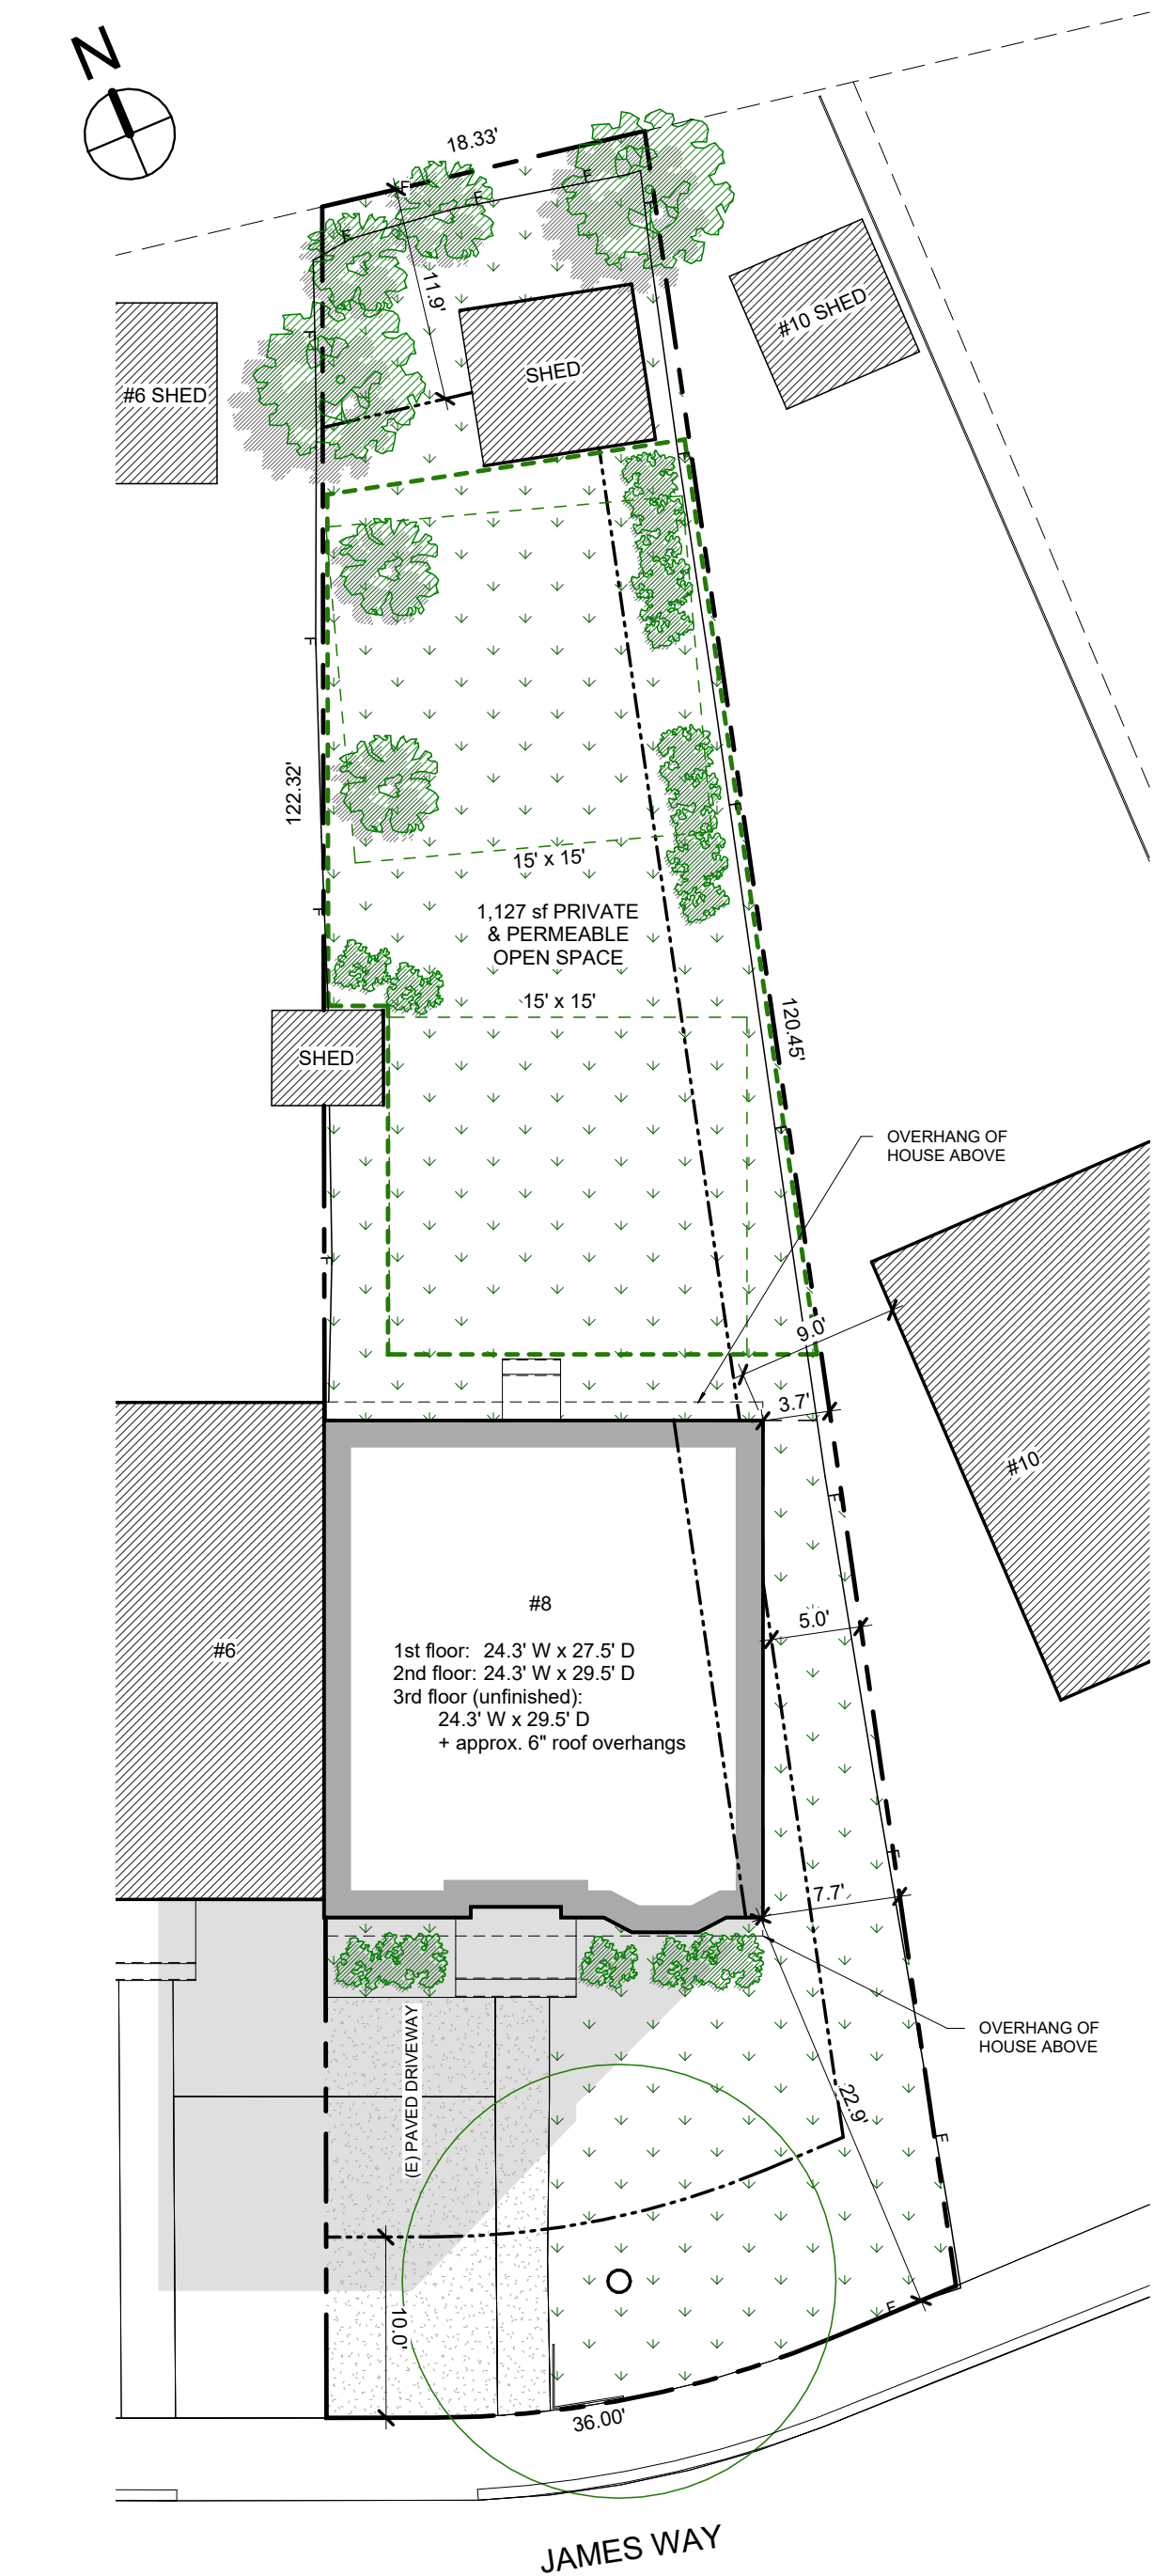 N
18.33'
F
F
F
F
11.9'
#10 SHED
#6 SHED
SHED
F
F
F
F
122.32'
F
15' x 15'
1,127 sf PRIVATE
& PERMEABLE
OPEN SPACE
F
15' x 15'
120.45'
SHED
F
OVERHANG OF
HOUSE ABOVE
F
9.0'
3.7'
#10
F
#8
5.0'
#6
1st floor: 24.3' W x 27.5' D
2nd floor: 24.3' W x 29.5' D
3rd floor (unfinished):
24.3' W x 29.5' D
+ approx. 6" roof overhangs
F
7.7'
(E) PAVED DRIVEWAY
OVERHANG OF
HOUSE ABOVE
22.9'
F
10.0'
F
36.00'
JAMES WAY